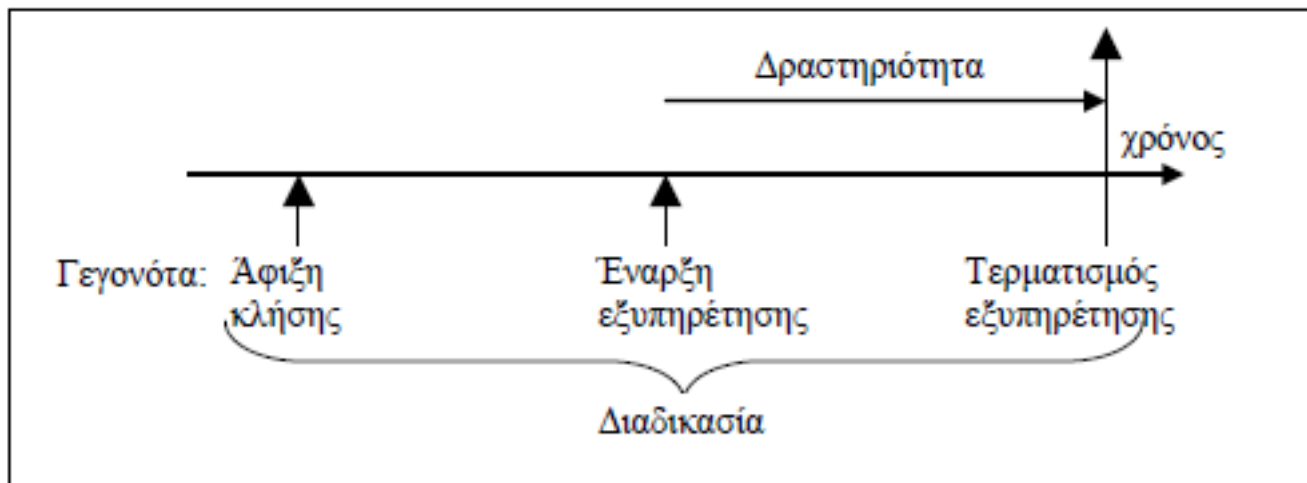 Δραστηριότητα
χρόνος
Γεγονότα: Άφιξη κλήσης
Έναρξη εξυπηρέτησης
Τερματισμός εξυπηρέτησης
Διαδικασία